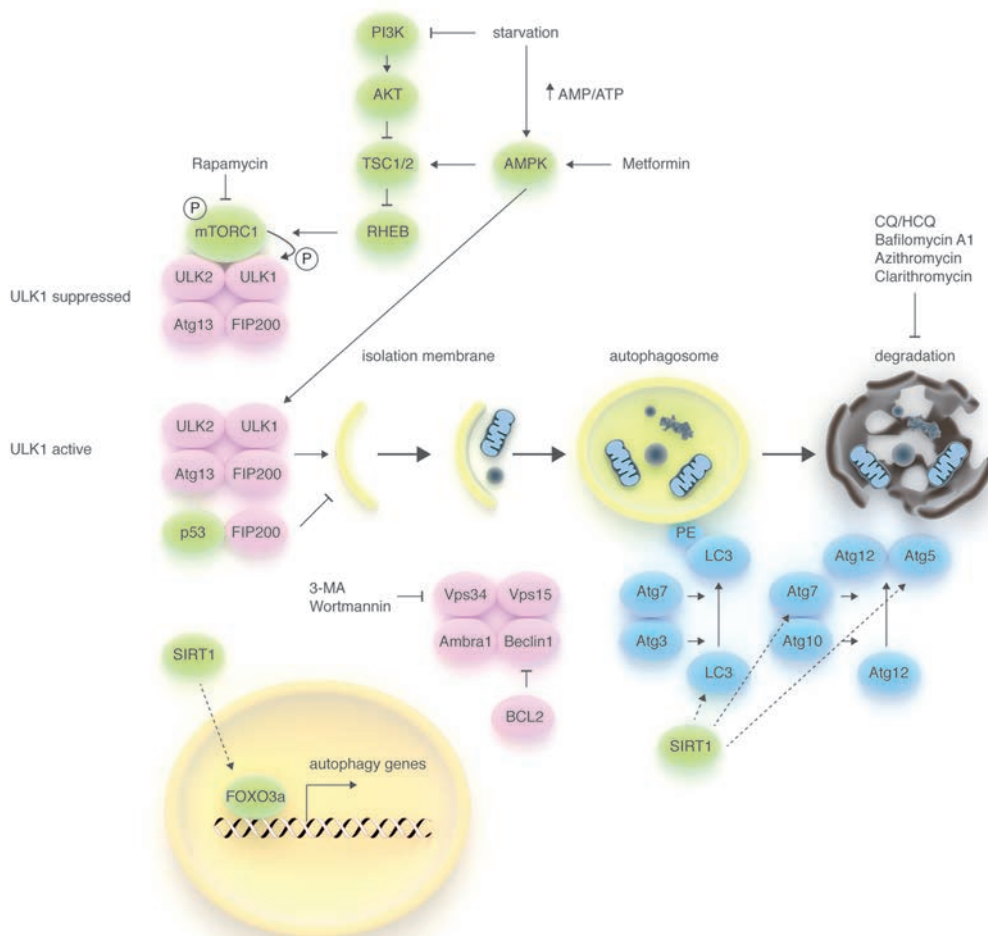 PI3K
starvation
AKT
AMP/ATP
Rapamycin
TSC1/2
AMPK
Metformin
P
mTORC1
RHEB
P
CQ/HCQ
Bafilomycin A1
Azithromycin
Clarithromycin
ULK2
ULK1
ULK1 suppressed
Atg13
FIP200
isolation membrane
autophagosome
degradation
ULK2
ULK1
ULK1 active
Atg13
FIP200
p53
FIP200
PE
LC3
Atg12
Atg5
3-MA
Wortmannin
Vps34
Vps15
Atg7
Atg7
Ambra1
Beclin1
Atg3
Atg10
SIRT1
LC3
Atg12
BCL2
SIRT1
autophagy genes
FOXO3a